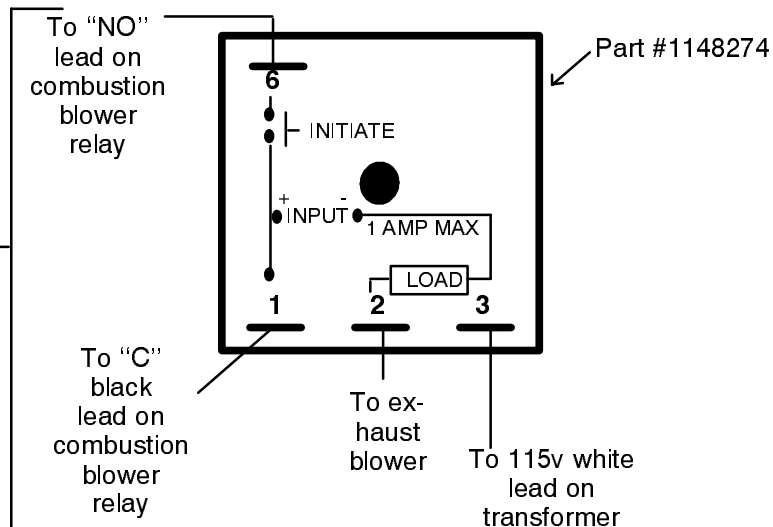 To “NO”
lead on
combustion
blower
relay
Part #1148274
6
INITIATE
+ -
INPUT
1 AMP MAX
LOAD
1
2
3
To “C”
black
lead on
combustion
blower
relay
To ex-
haust
blower
To 115v white
lead on
transformer